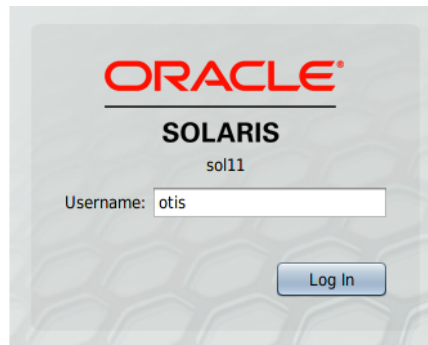 ORACLE®
SOLARIS
sol11
Username: otis
Log In